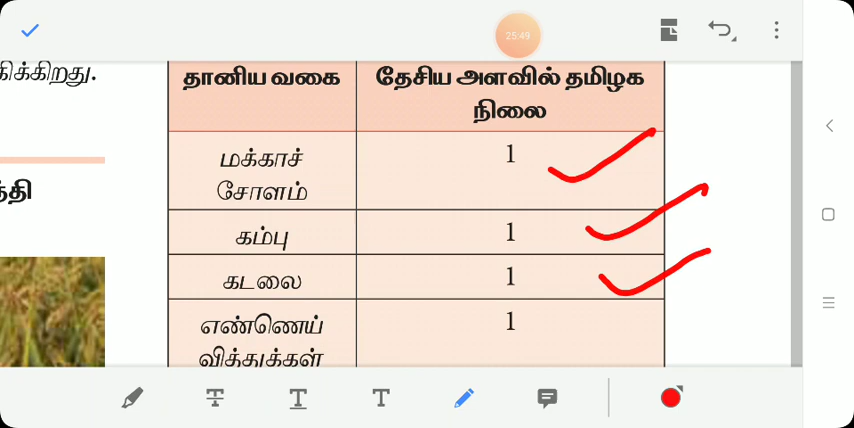 25:49
கிக்கிறது.
தானிய வகை
தேசிய அளவில் தமிழக
நிலை
மக்காச்
சோளம்
1
த்தி
கம்பு
1
கடலை
1
எண்ணெய்
வித்துக்கள்
1
T
T
T